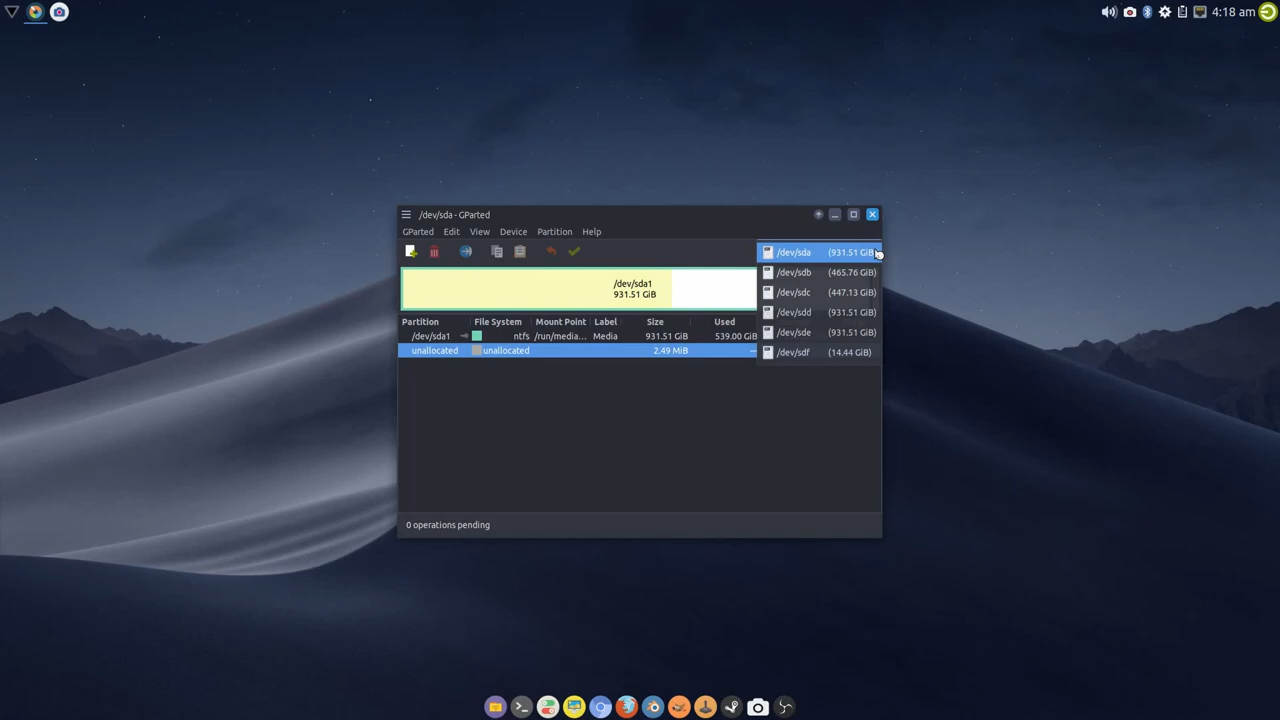 4:18 am
/dev/sda - GParted
GParted Edit View Device Partition Help
/dev/sda (931.51 GiB)
/dev/sdb (465.76 GiB)
/dev/sdc (447.13 GiB)
/dev/sdd (931.51 GiB)
/dev/sde (931.51 GiB)
/dev/sdf (14.44 GiB)
/dev/sda1
931.51 GiB
Partition File System Mount Point Label Size Used
/dev/sda1 ntfs /run/media... Media 931.51 GiB 539.00 GiB
unallocated unallocated 2.49 MiB —
0 operations pending